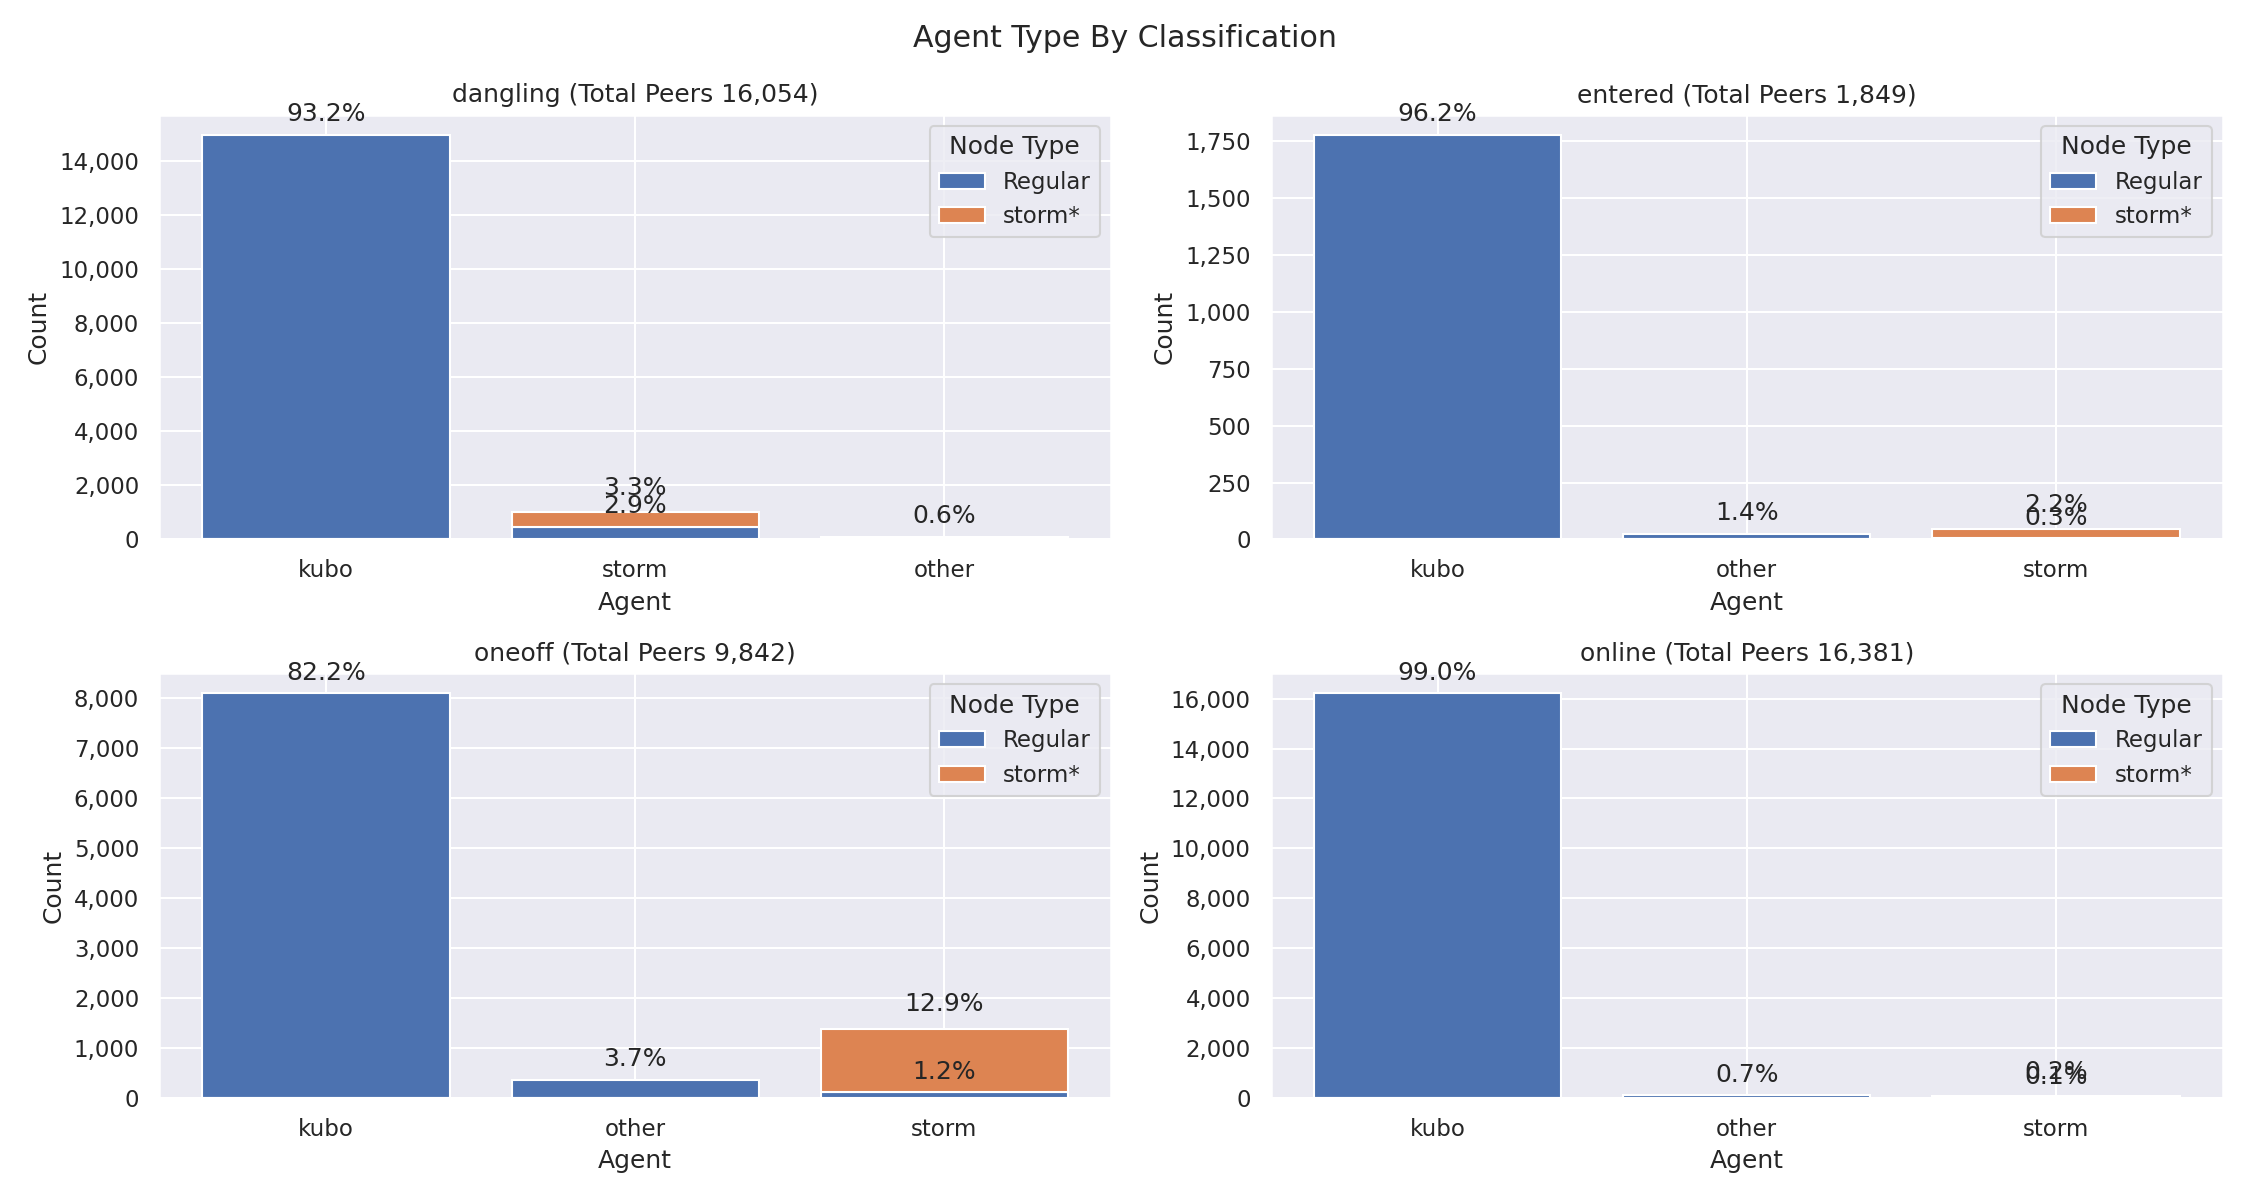 Agent Type By Classification
dangling (Total Peers 16,054)
93.2%
14,000
12,000
10,000
8,000
6,000
4,000
2,000
0
Count
3.3%
2.9%
0.6%
Node Type
Regular
storm*
kubo
storm
other
Agent
entered (Total Peers 1,849)
96.2%
1,750
1,500
1,250
1,000
750
500
250
0
Count
1.4%
2.2%
0.3%
Node Type
Regular
storm*
kubo
other
storm
Agent
oneoff (Total Peers 9,842)
82.2%
8,000
7,000
6,000
5,000
4,000
3,000
2,000
1,000
0
Count
3.7%
12.9%
1.2%
Node Type
Regular
storm*
kubo
other
storm
Agent
online (Total Peers 16,381)
99.0%
16,000
14,000
12,000
10,000
8,000
6,000
4,000
2,000
0
Count
0.7%
0.2%
0.1%
Node Type
Regular
storm*
kubo
other
storm
Agent